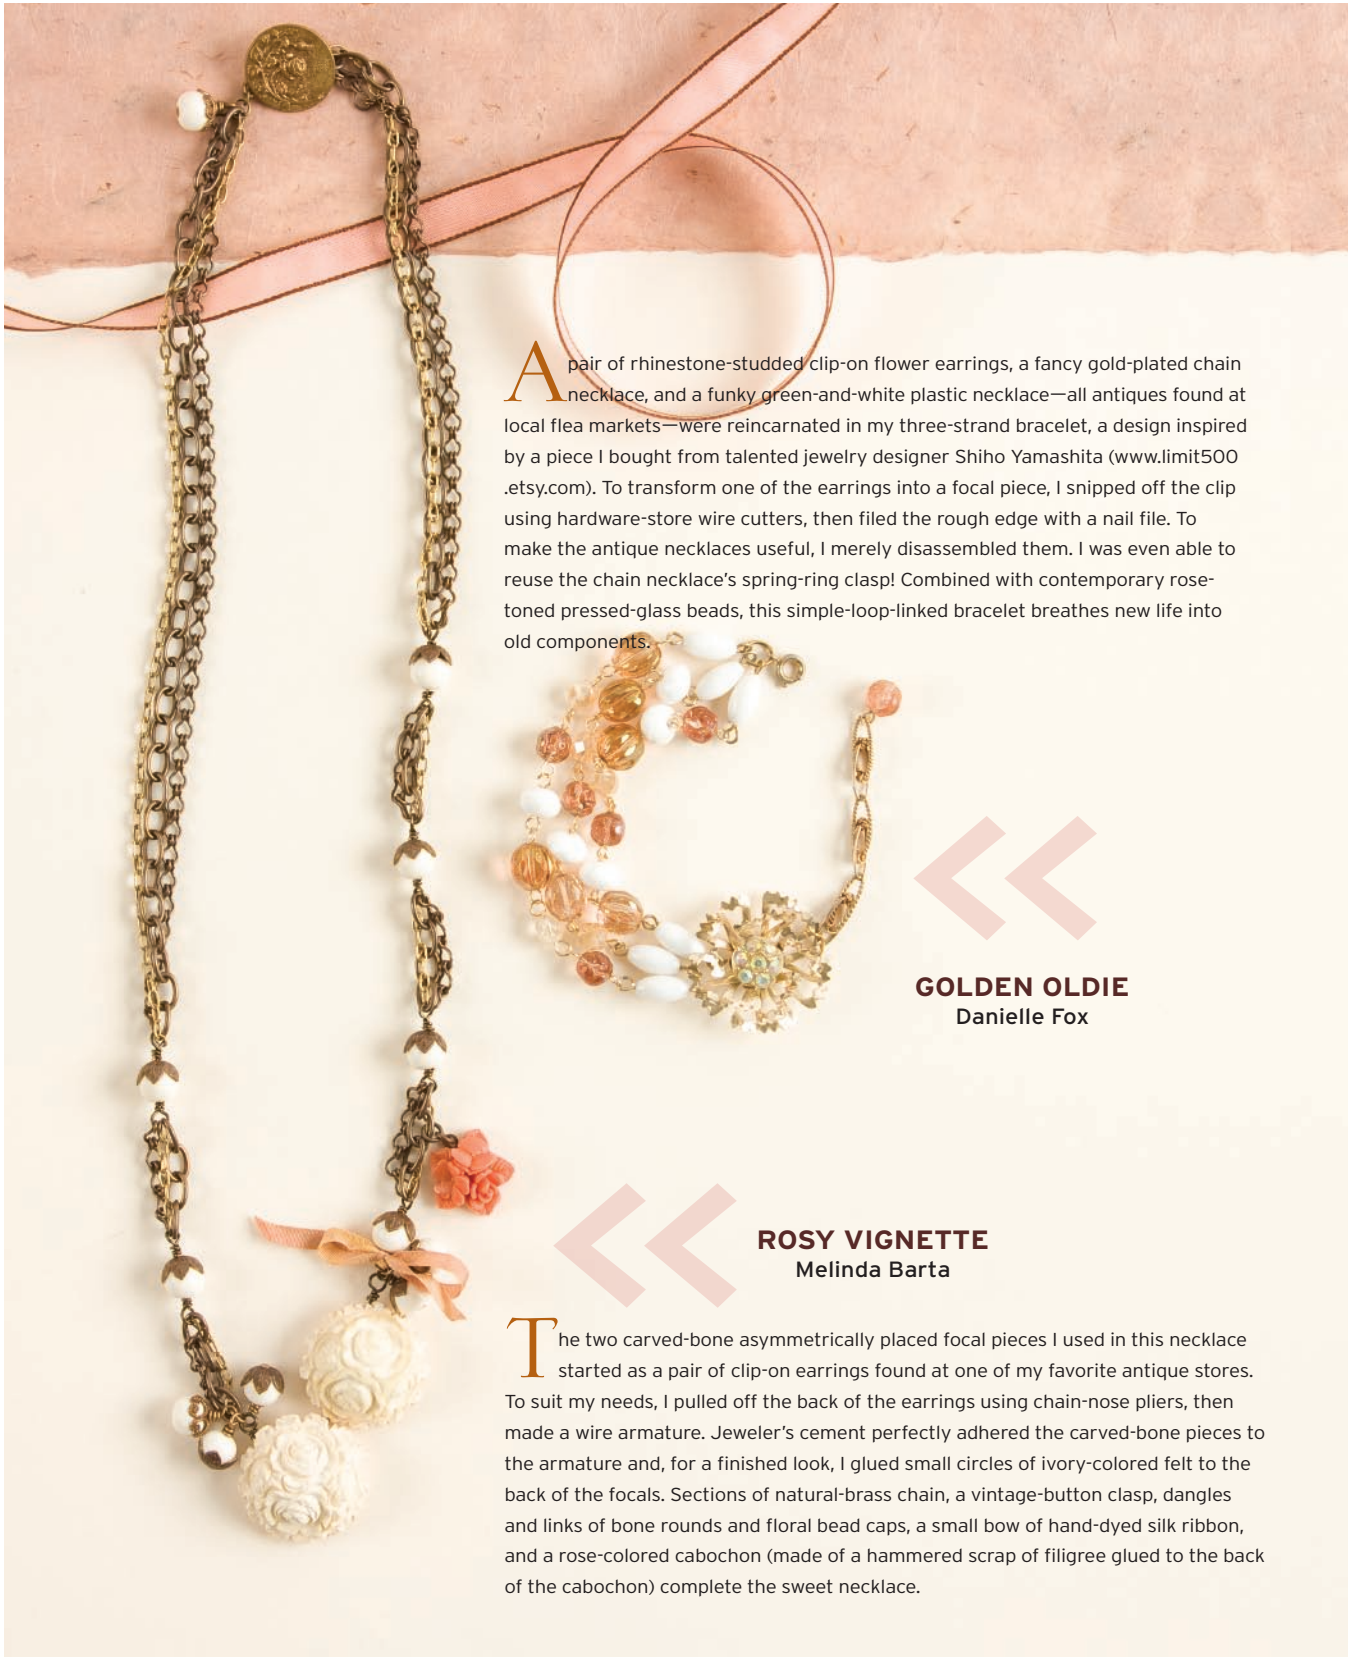 A pair of rhinestone-studded clip-on flower earrings, a fancy gold-plated chain
necklace, and a funky green-and-white plastic necklace—all antiques found at
local flea markets—were reincarnated in my three-strand bracelet, a design inspired
by a piece I bought from talented jewelry designer Shiho Yamashita (www.limit500
.etsy.com). To transform one of the earrings into a focal piece, I snipped off the clip
using hardware-store wire cutters, then filed the rough edge with a nail file. To
make the antique necklaces useful, I merely disassembled them. I was even able to
reuse the chain necklace's spring-ring clasp! Combined with contemporary rose-
toned pressed-glass beads, this simple-loop-linked bracelet breathes new life into
old components.
GOLDEN OLDIE
Danielle Fox
ROSY VIGNETTE
Melinda Barta
The two carved-bone asymmetrically placed focal pieces I used in this necklace
started as a pair of clip-on earrings found at one of my favorite antique stores.
To suit my needs, I pulled off the back of the earrings using chain-nose pliers, then
made a wire armature. Jeweler's cement perfectly adhered the carved-bone pieces to
the armature and, for a finished look, I glued small circles of ivory-colored felt to the
back of the focals. Sections of natural-brass chain, a vintage-button clasp, dangles
and links of bone rounds and floral bead caps, a small bow of hand-dyed silk ribbon,
and a rose-colored cabochon (made of a hammered scrap of filigree glued to the back
of the cabochon) complete the sweet necklace.